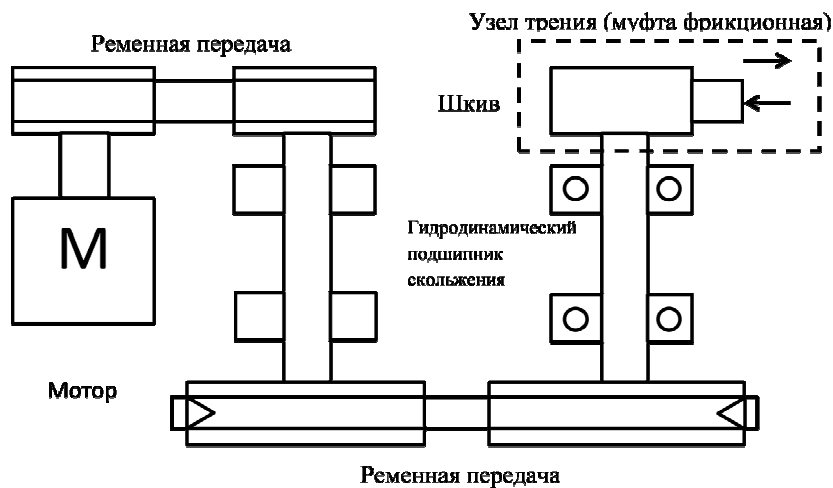 Узел трения (муфта фрикционная)
Ременная передача
Шкив
М
Гидродинамический
подшипник
скольжения
Мотор
Ременная передача